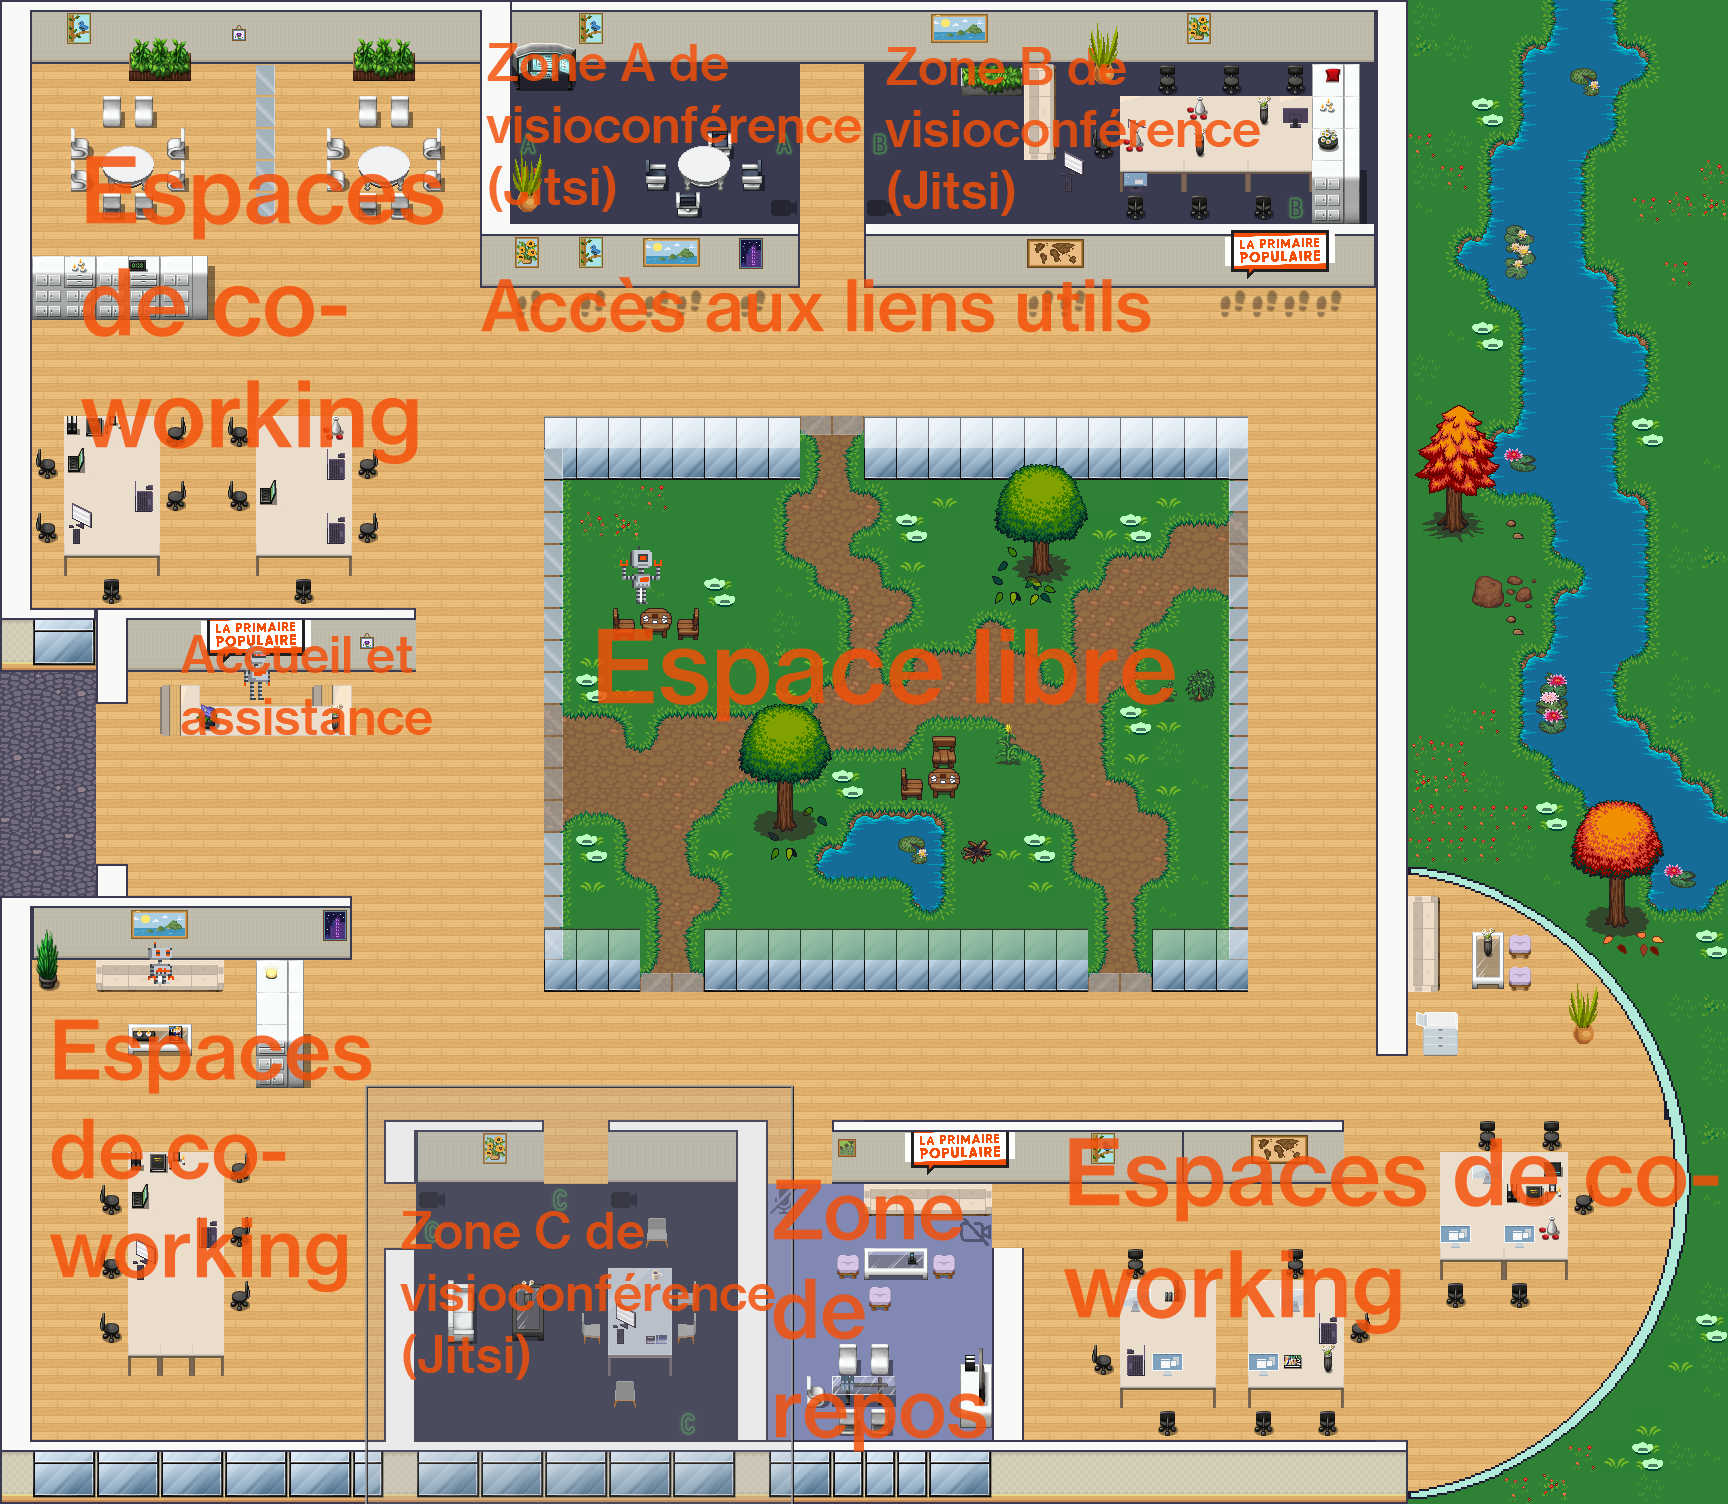 Zone A de
visioconférence
(Jitsi)
A
A
Zone B de
visioconférence
(Jitsi)
B
B
Espaces
de co-
working
LA PRIMAIRE
POPULAIRE
Accès aux liens utils
LA PRIMAIRE
POPULAIRE
Accueil et
assistance
Espace libre
Espaces
de co-
working
C
C
Zone C de
visioconférence
(Jitsi)
C
Zone
de
repos
LA PRIMAIRE
POPULAIRE
Espaces de co-
working